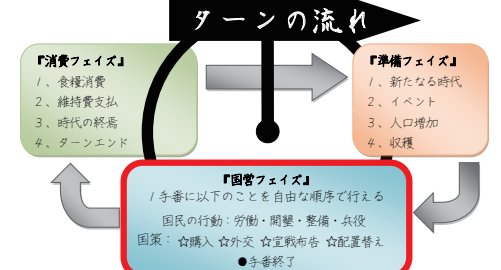 ターンの流れ
『消費フェイズ』
１、食糧消費
２、維持費支払
３、時代の終焉
４、ターンエンド
『準備フェイズ』
１、新たなる時代
２、イベント
３、人口増加
４、収穫
『国営フェイズ』
１手番に以下のことを自由な順序で行える
国民の行動：労働・開墾・整備・兵役
国策： ☆購入 ☆外交 ☆宣戦布告 ☆配置替え
●手番終了